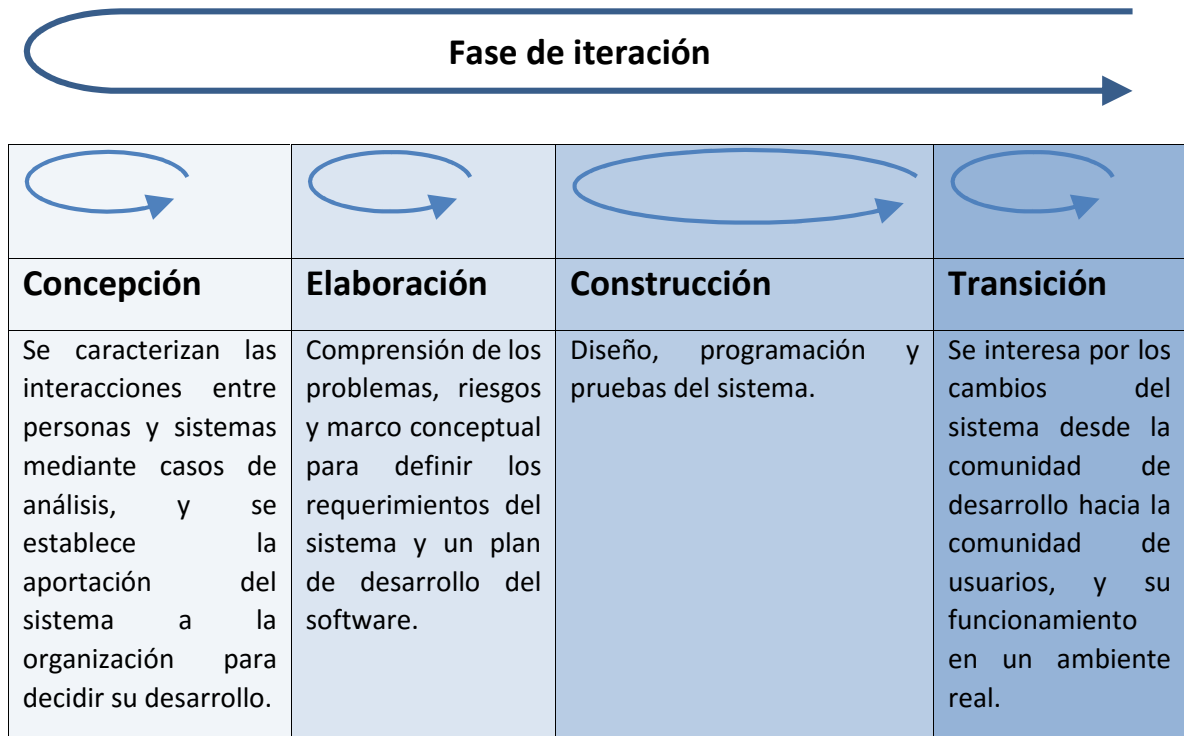 Fase de iteración
Concepción
Elaboración
Construcción
Transición
Se caracterizan las
interacciones entre
personas y sistemas
mediante casos de
análisis, y se
establece la
aportación del
sistema a la
organización para
decidir su desarrollo.
Comprensión de los
problemas, riesgos
y marco conceptual
para definir los
requerimientos del
sistema y un plan
de desarrollo del
software.
Diseño, programación y
pruebas del sistema.
Se interesa por los
cambios del
sistema desde la
comunidad de
desarrollo hacia la
comunidad de
usuarios, y su
funcionamiento
en un ambiente
real.